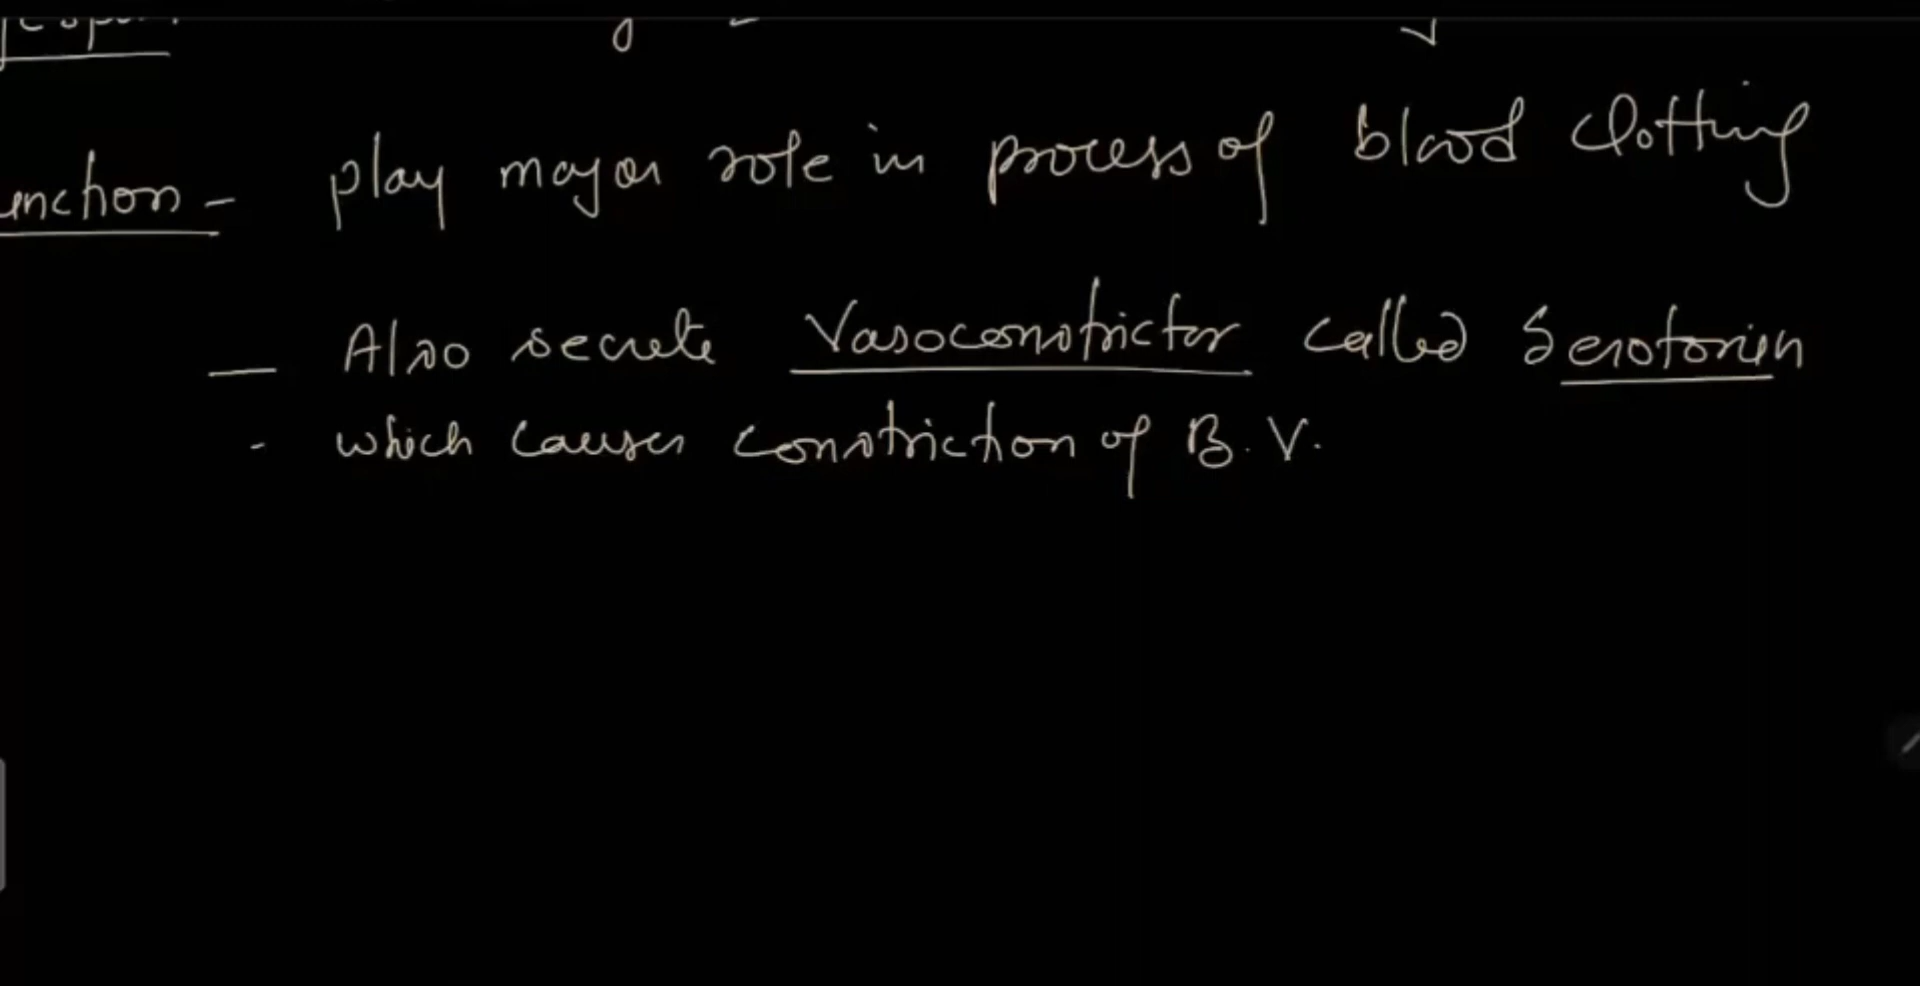 unction - play major role in process of blood clotting
— Also secrete Vasoconstrictor called Serotonin
- which causes constriction of B.V.